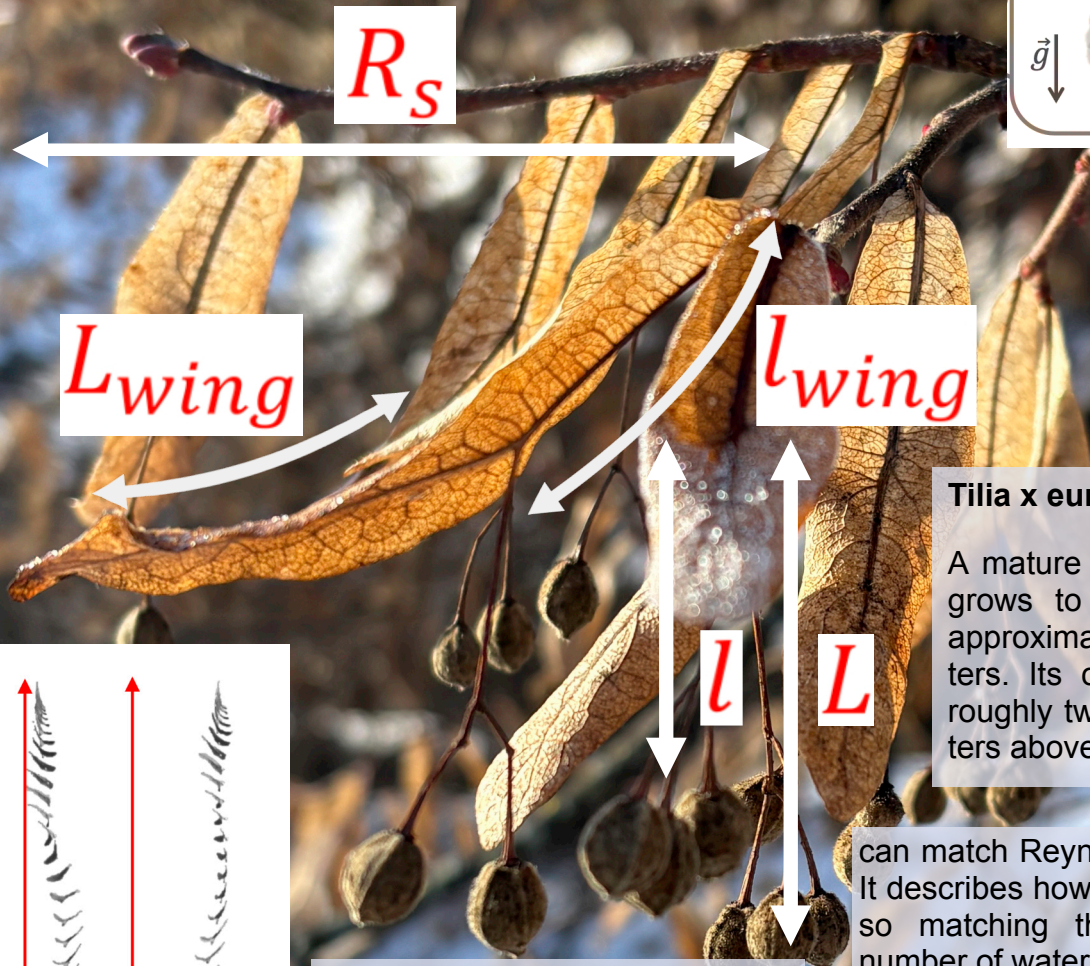 R_s
g⃗
L_wing
l_wing
l
L
Tilia x eur
A mature
grows to
approxima
ters. Its
roughly tw
ters above
can match Reyn
It describes how
so matching th
number of water